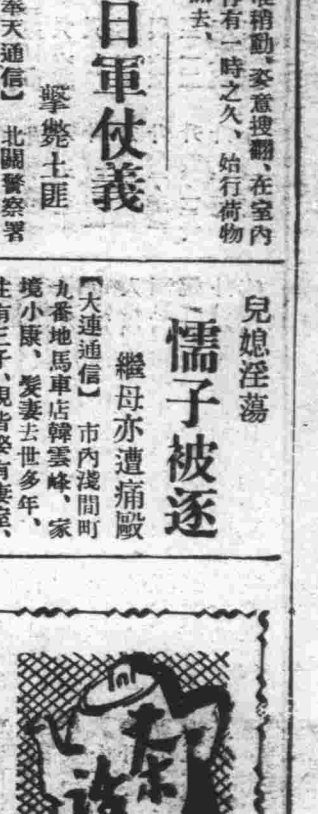 稍動、姿意搜翻、在室內
有一時之久、始行荷物
去、
日軍仗義
擊斃土匪
奉天通信】 北關警察署
兒媳淫蕩
懦子被逐
繼母亦遭痛毆
【大連通信】 市內淺間町
九番地馬車店韓雲峰、家
境小康、髮妻去世多年、
有三子、現皆娶有妻室、